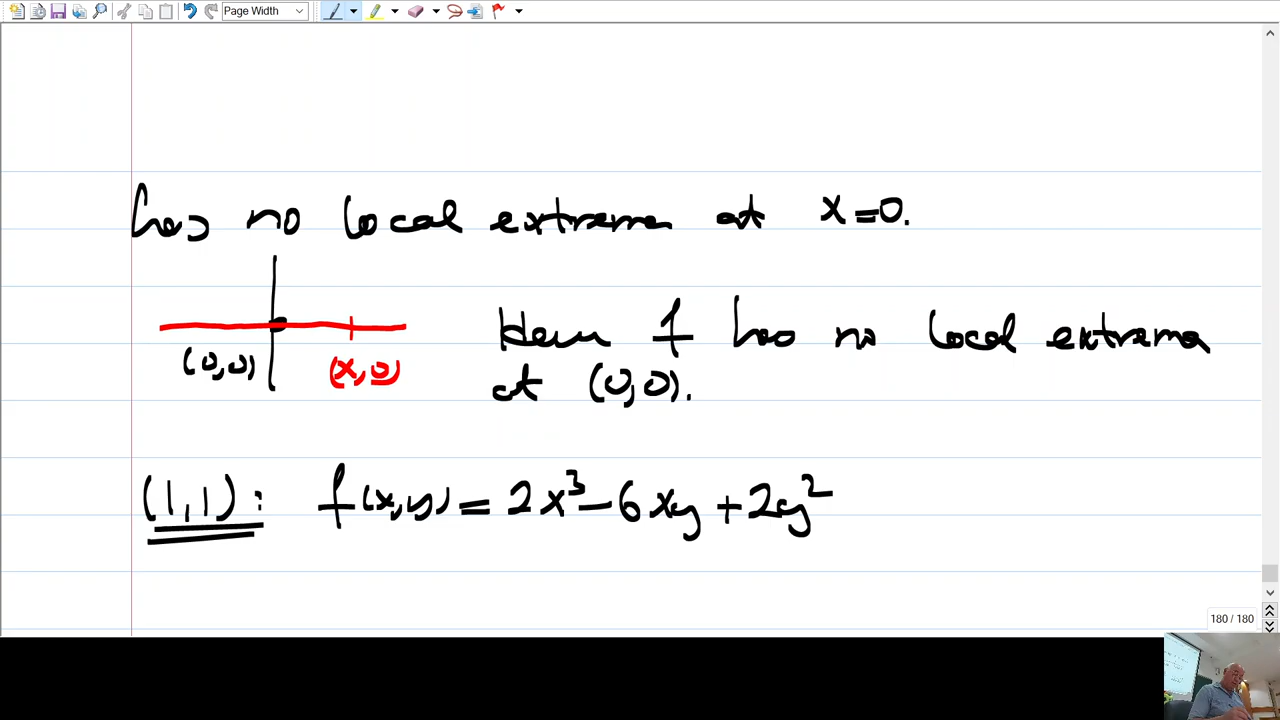 Page Width
has no local extrema at x=0.
(0,0)
(x,0)
Hence f has no local extrema
at (0,0).
(1,1): f(x,y) = 2x³-6xy+2y²
180 / 180